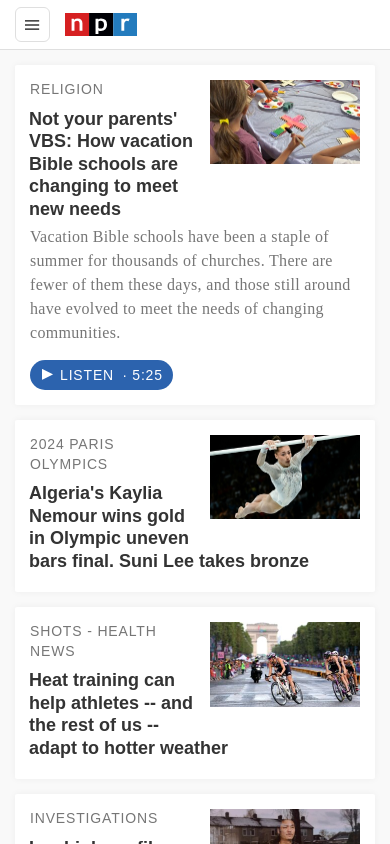 npr
RELIGION
Not your parents'
VBS: How vacation
Bible schools are
changing to meet
new needs
Vacation Bible schools have been a staple of
summer for thousands of churches. There are
fewer of them these days, and those still around
have evolved to meet the needs of changing
communities.
LISTEN · 5:25
2024 PARIS
OLYMPICS
Algeria's Kaylia
Nemour wins gold
in Olympic uneven
bars final. Suni Lee takes bronze
SHOTS - HEALTH
NEWS
Heat training can
help athletes -- and
the rest of us --
adapt to hotter weather
INVESTIGATIONS